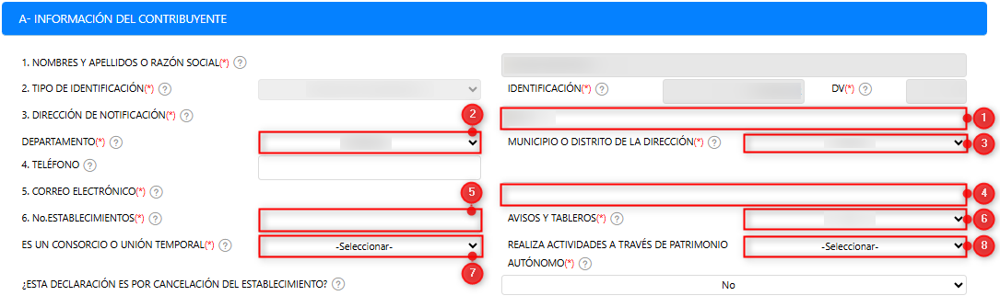 A- INFORMACIÓN DEL CONTRIBUYENTE
1. NOMBRES Y APELLIDOS O RAZÓN SOCIAL(*) ?
2. TIPO DE IDENTIFICACIÓN(*) ? IDENTIFICACIÓN(*) ? DV(*) ?
3. DIRECCIÓN DE NOTIFICACIÓN(*) ? 2 1
DEPARTAMENTO(*) ? MUNICIPIO O DISTRITO DE LA DIRECCIÓN(*) ? 3
4. TELÉFONO ?
5. CORREO ELECTRÓNICO(*) ? 5 4
6. No.ESTABLECIMIENTOS(*) ? AVISOS Y TABLEROS(*) ? 6
ES UN CONSORCIO O UNIÓN TEMPORAL(*) ? -Seleccionar- REALIZA ACTIVIDADES A TRAVÉS DE PATRIMONIO -Seleccionar- 8
AUTÓNOMO(*) ?
7
¿ESTA DECLARACIÓN ES POR CANCELACIÓN DEL ESTABLECIMIENTO? ? No